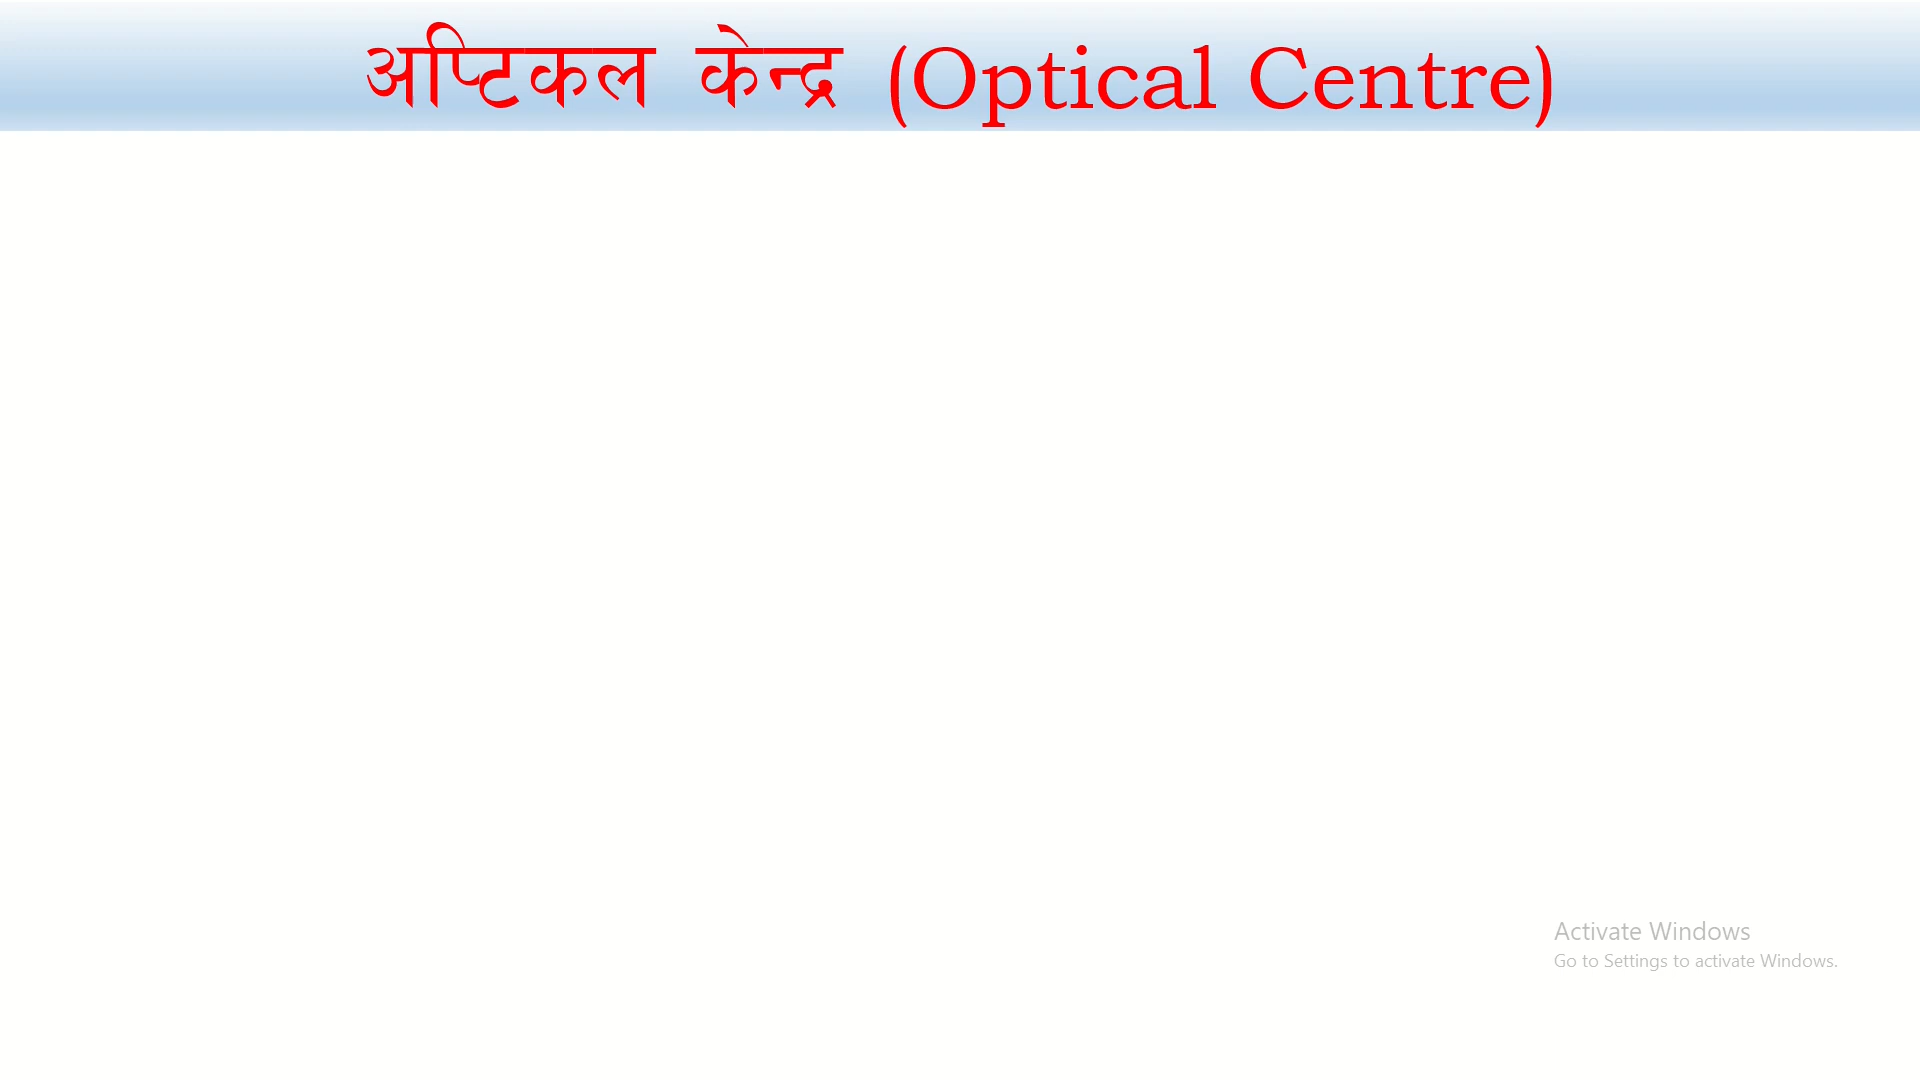 अप्टिकल केन्द्र (Optical Centre)
Activate Windows
Go to Settings to activate Windows.